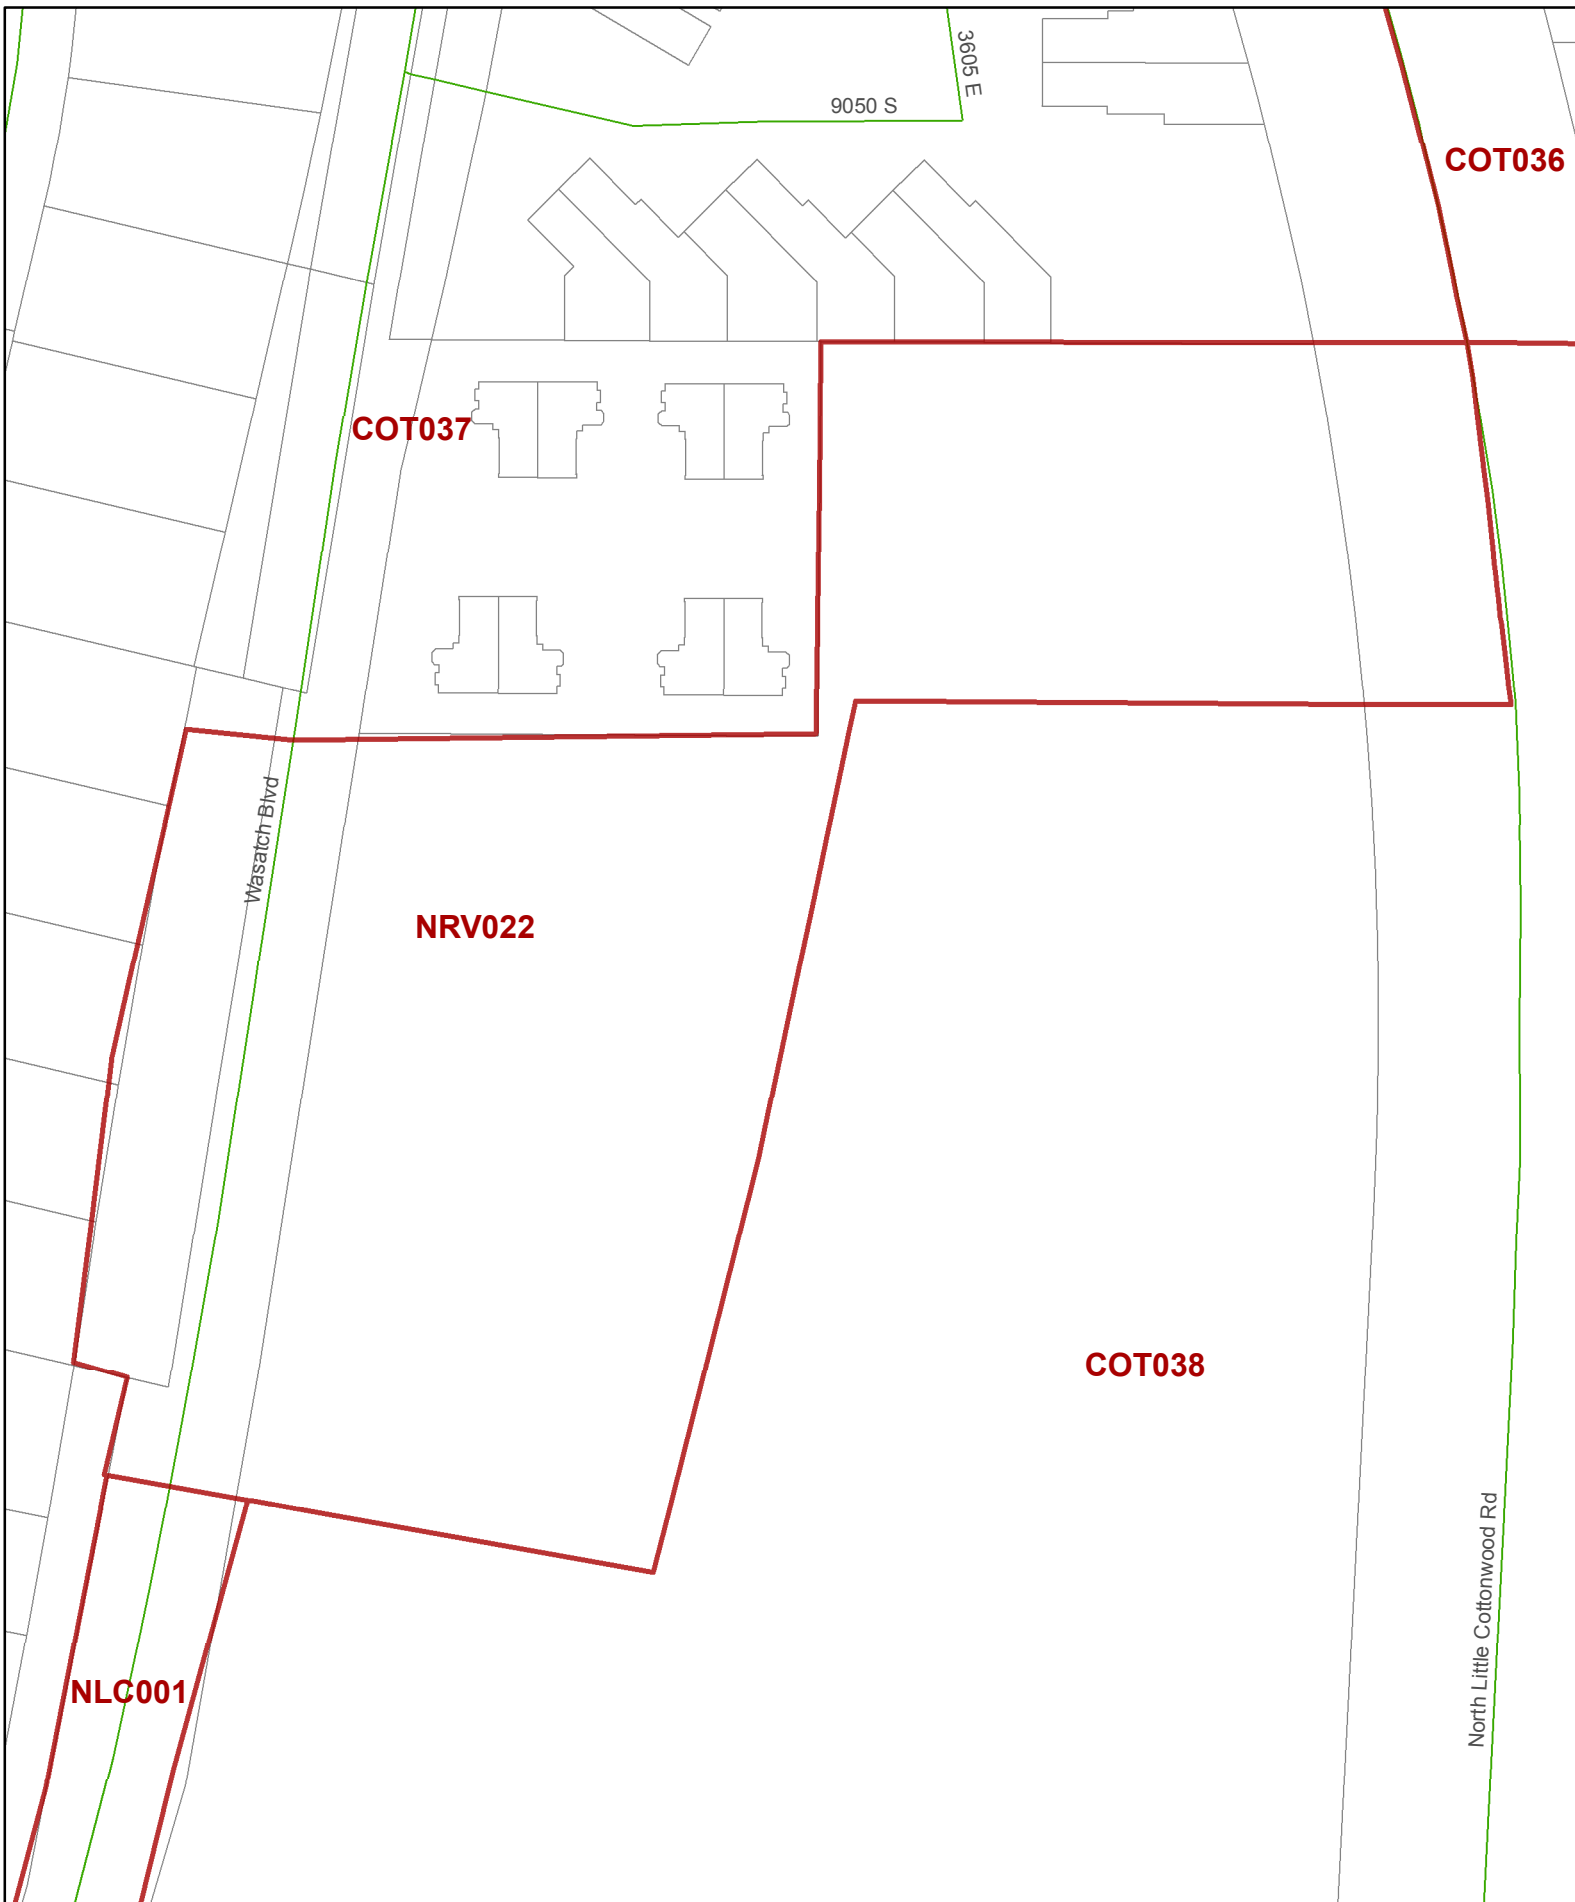 3605 E
9050 S
COT036
COT037
Wasatch Blvd
NRV022
COT038
North Little Cottonwood Rd
NLC001